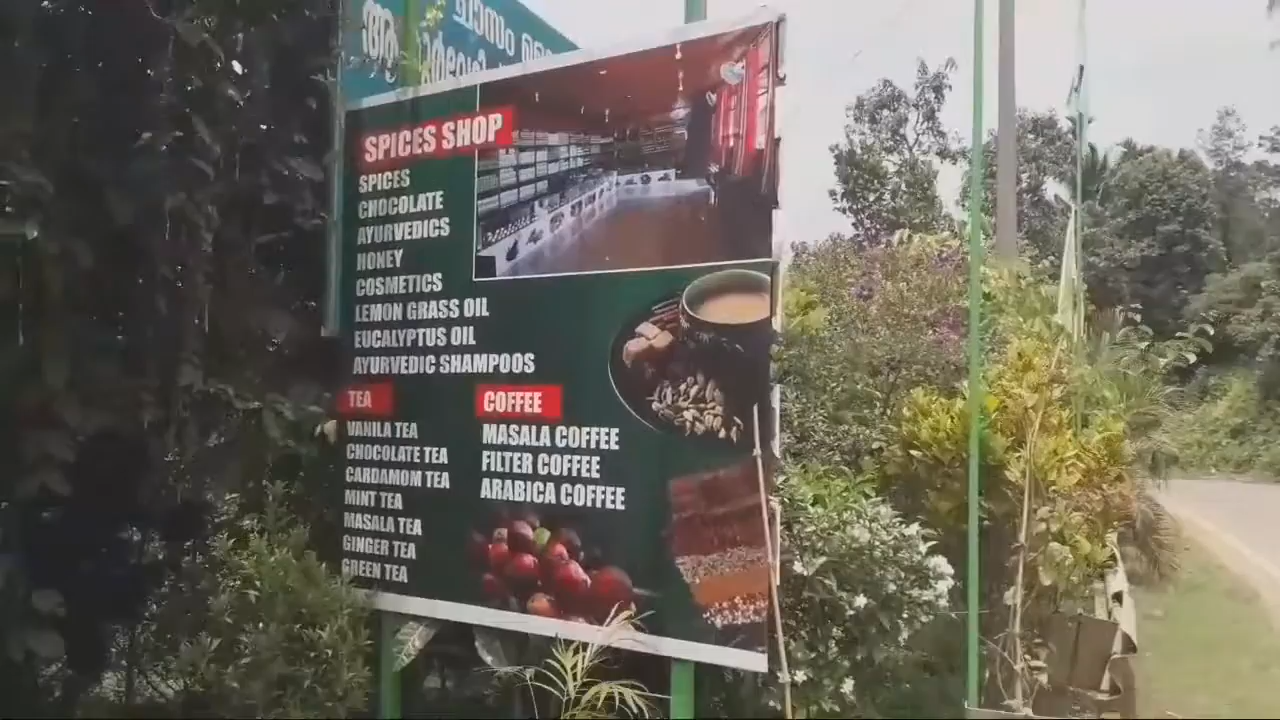 SPICES SHOP
SPICES
CHOCOLATE
AYURVEDICS
HONEY
COSMETICS
LEMON GRASS OIL
EUCALYPTUS OIL
AYURVEDIC SHAMPOOS
TEA
VANILA TEA
CHOCOLATE TEA
CARDAMOM TEA
MINT TEA
MASALA TEA
GINGER TEA
GREEN TEA
COFFEE
MASALA COFFEE
FILTER COFFEE
ARABICA COFFEE